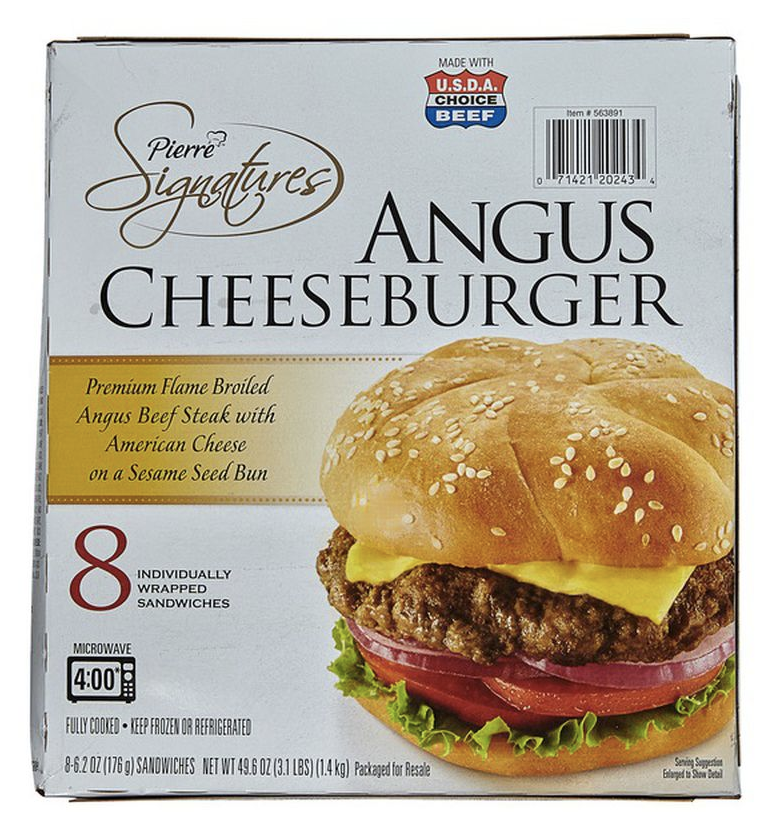 MADE WITH
U.S.D.A.
CHOICE
BEEF
Item # 563891
0 71421 20243 4
Pierre
Signatures
ANGUS
CHEESEBURGER
Premium Flame Broiled
Angus Beef Steak with
American Cheese
on a Sesame Seed Bun
8 INDIVIDUALLY
WRAPPED
SANDWICHES
MICROWAVE
4:00*
FULLY COOKED • KEEP FROZEN OR REFRIGERATED
8-6.2 OZ (176 g) SANDWICHES NET WT 49.6 OZ (3.1 LBS) (1.4 kg) Packaged for Resale
Serving Suggestion
Enlarged to Show Detail